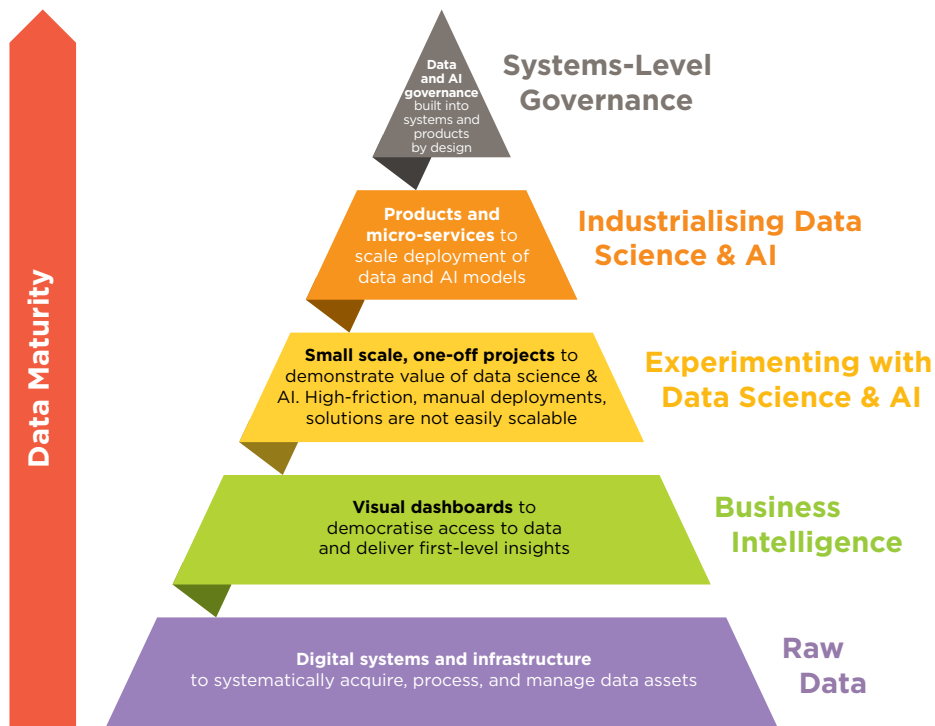 Data
and AI
governance
built into
systems and
products
by design
Systems-Level
Governance
Products and
micro-services to
scale deployment of
data and AI models
Industrialising Data
Science & AI
Small scale, one-off projects to
demonstrate value of data science &
AI. High-friction, manual deployments,
solutions are not easily scalable
Experimenting with
Data Science & AI
Visual dashboards to
democratise access to data
and deliver first-level insights
Business
Intelligence
Digital systems and infrastructure
to systematically acquire, process, and manage data assets
Raw
Data
Data Maturity